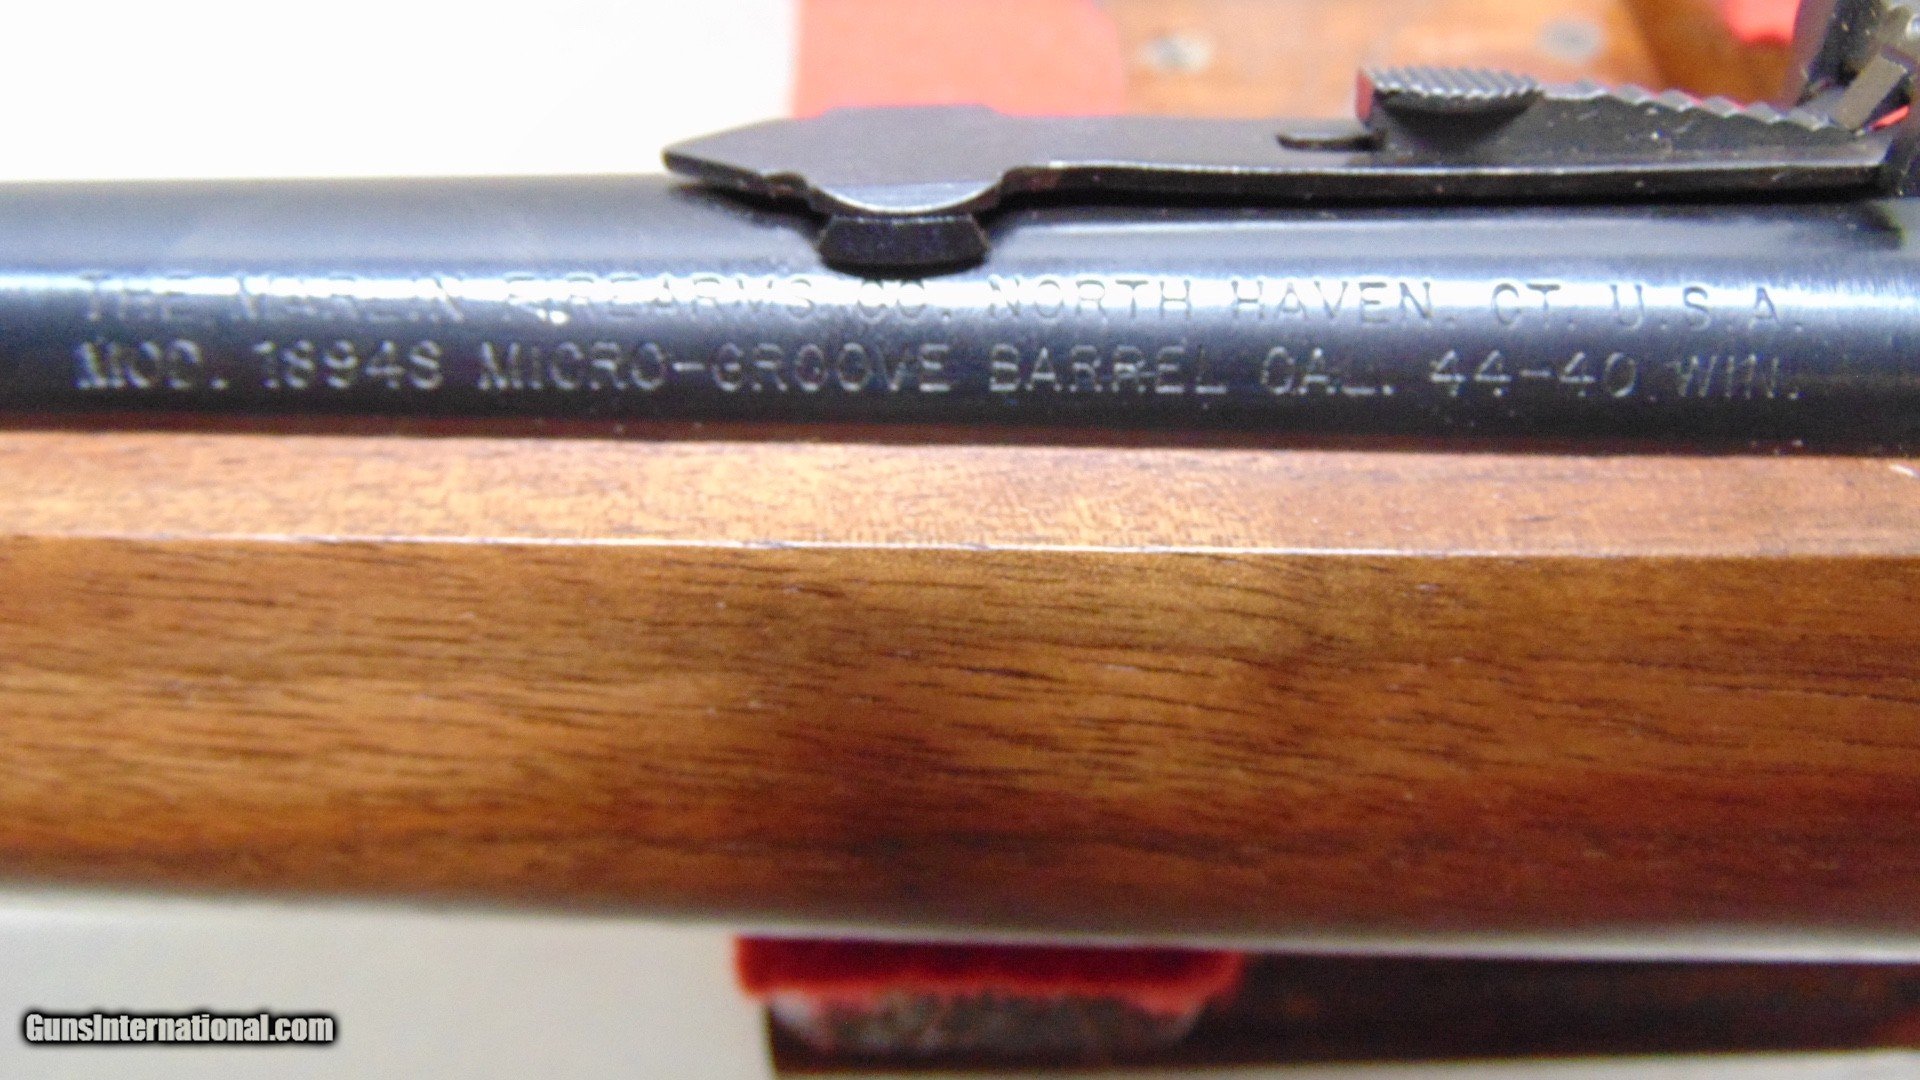 THE MARLIN FIREARMS CO. NORTH HAVEN, CT. U.S.A.
MOD. 1894S MICRO-GROOVE BARREL CAL. 44-40 WIN.
GunsInternational.com